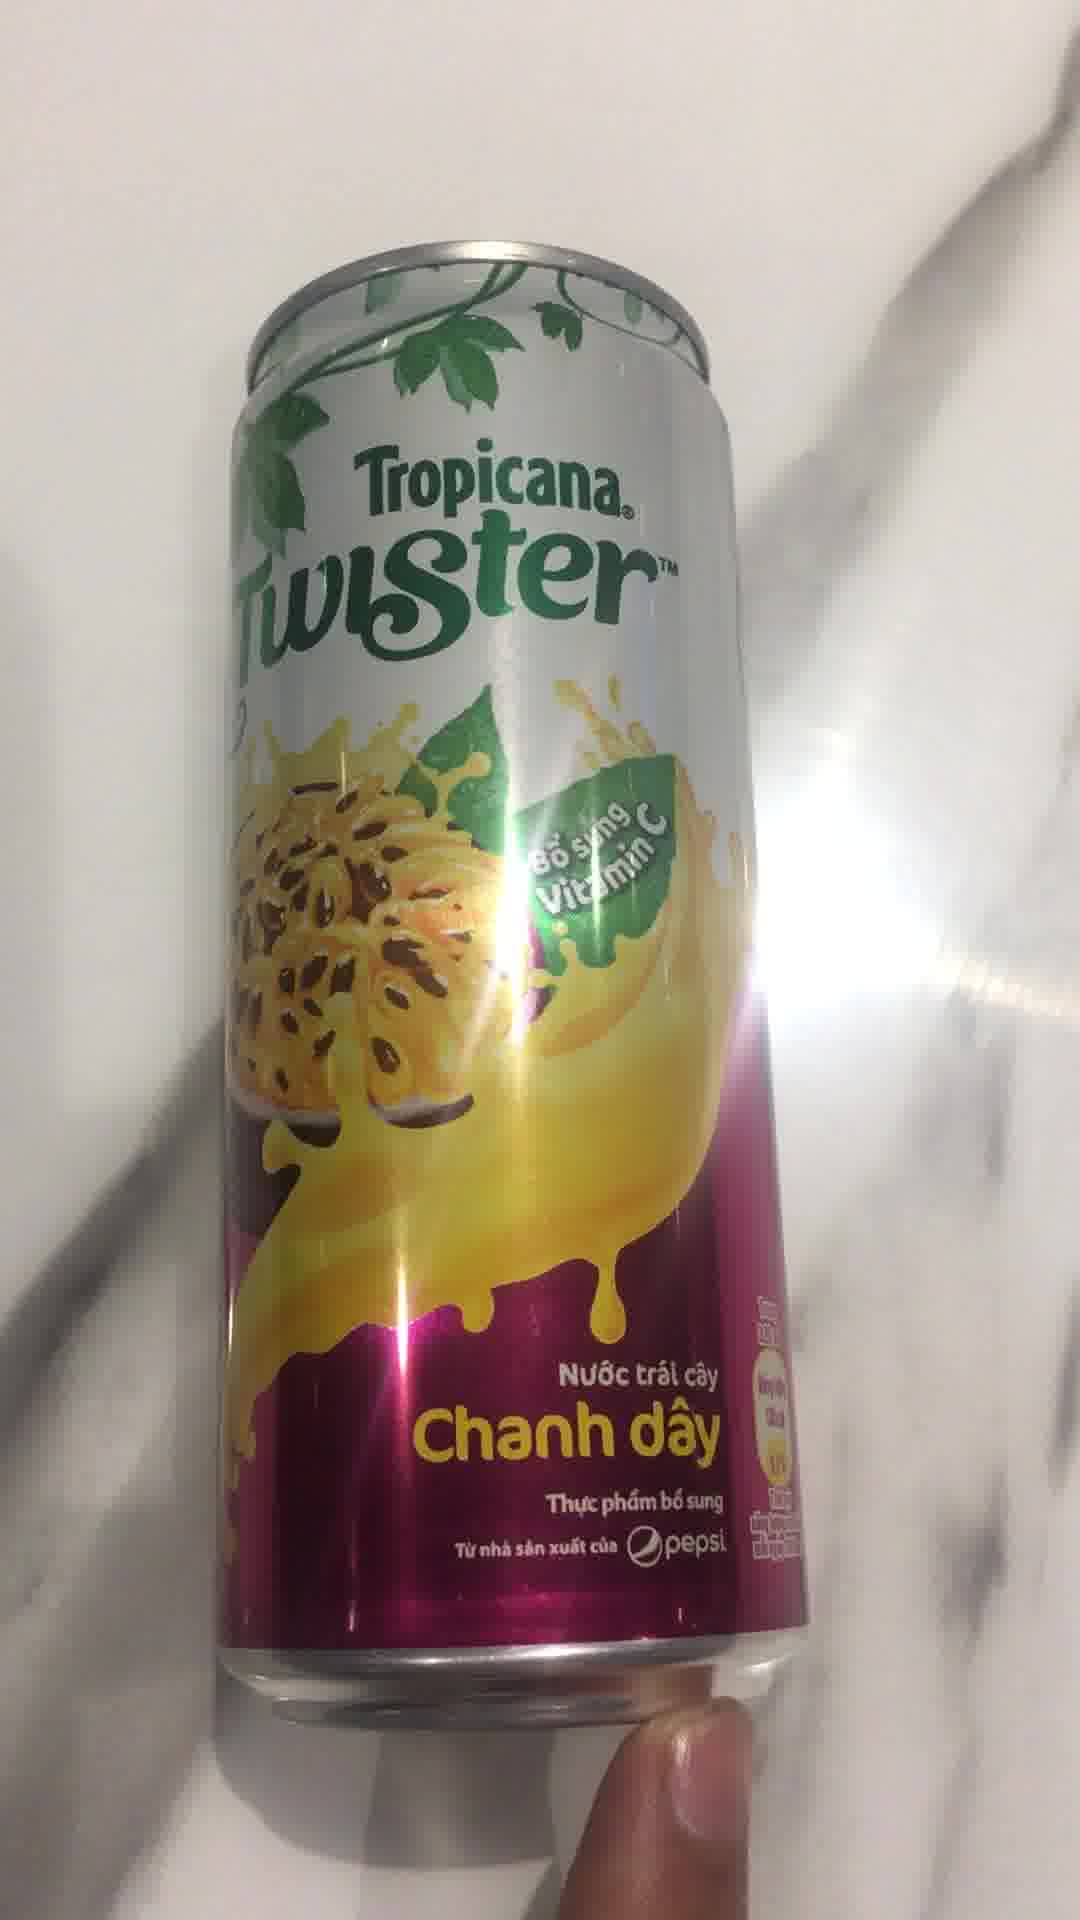 Tropicana®
Twister™
Bổ sung
Vitamin C
Nước trái cây
Chanh dây
Thực phẩm bổ sung
Từ nhà sản xuất của pepsi